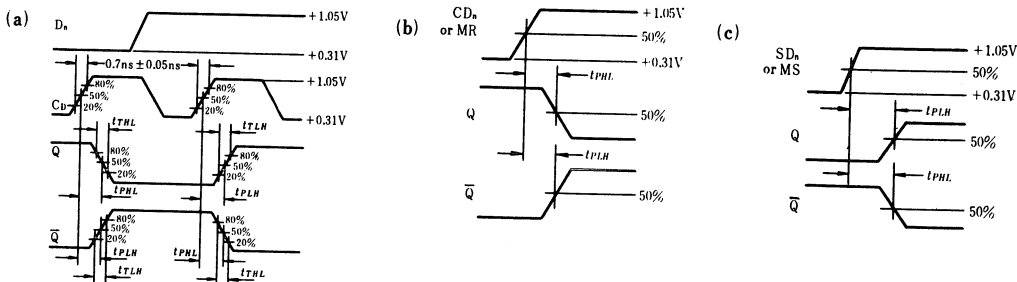 (a)
Dn
+1.05V
+0.31V
0.7ns±0.05ns
+1.05V
80%
50%
20%
80%
50%
20%
CD
+0.31V
tTHL
tTLH
Q
80%
50%
20%
80%
50%
20%
tPHL
tPLH
Q̅
80%
50%
20%
80%
50%
20%
tPLH
tPHL
tTLH
tTHL
(b)
CDn
or MR
+1.05V
50%
+0.31V
tPHL
Q
50%
tPLH
Q̅
50%
(c)
SDn
or MS
+1.05V
50%
+0.31V
tPLH
Q
50%
tPHL
Q̅
50%